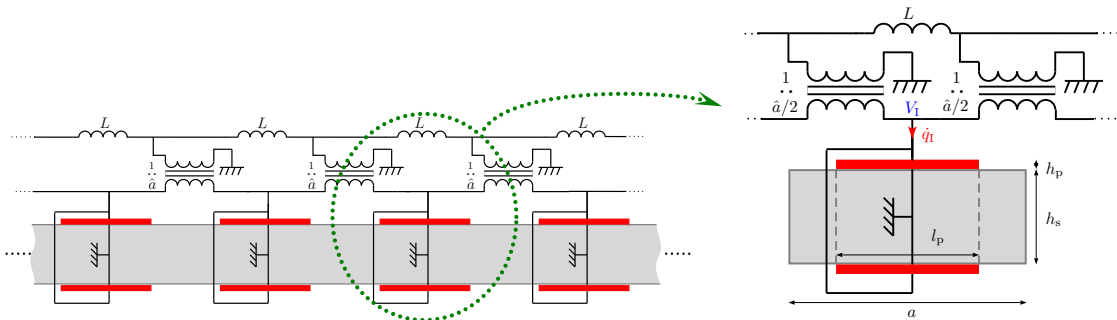 L
L
L
L
1
∴
â
1
∴
â
1
∴
â
L
1
∴
â/2
1
∴
â/2
V_I
q̇_I
h_p
h_s
l_p
a